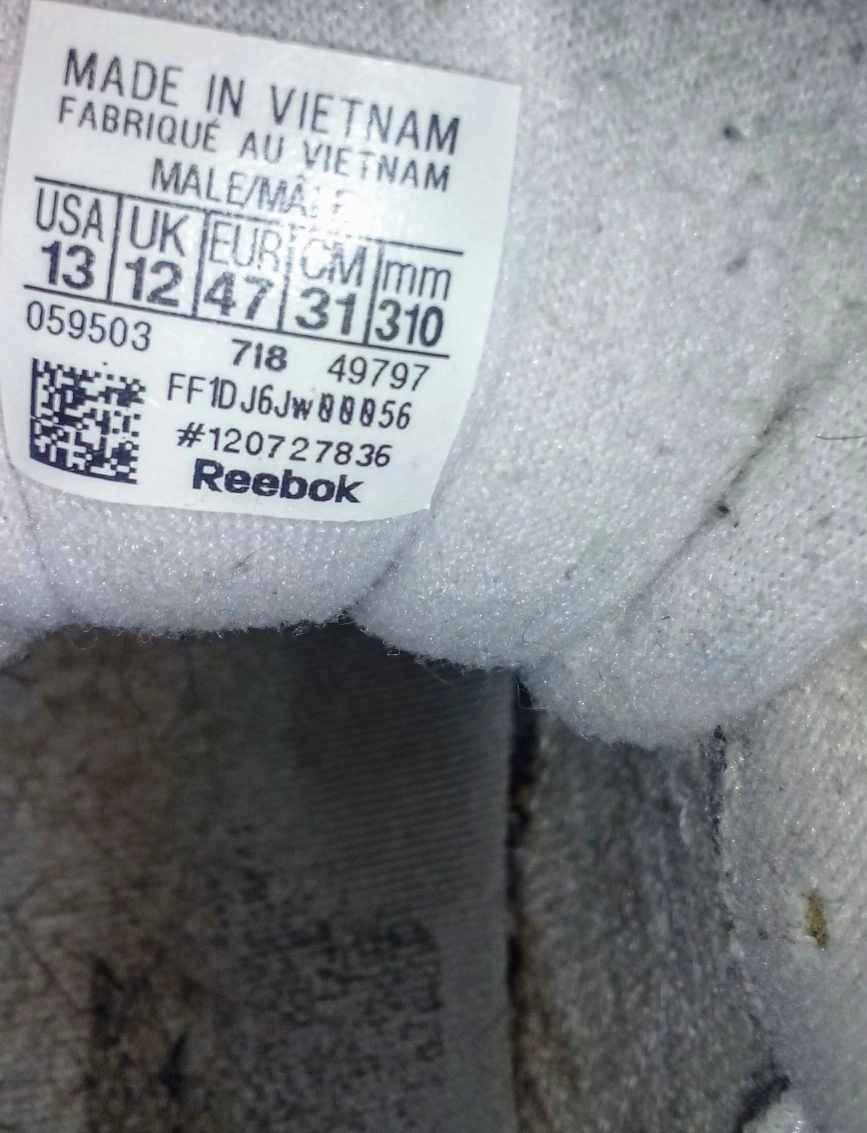 MADE IN VIETNAM
FABRIQUÉ AU VIETNAM
MALE/MÂLE
USA UK EUR CM mm
13 12 47 31 310
059503 718 49797
FF1DJ6Jw00056
#120727836
Reebok